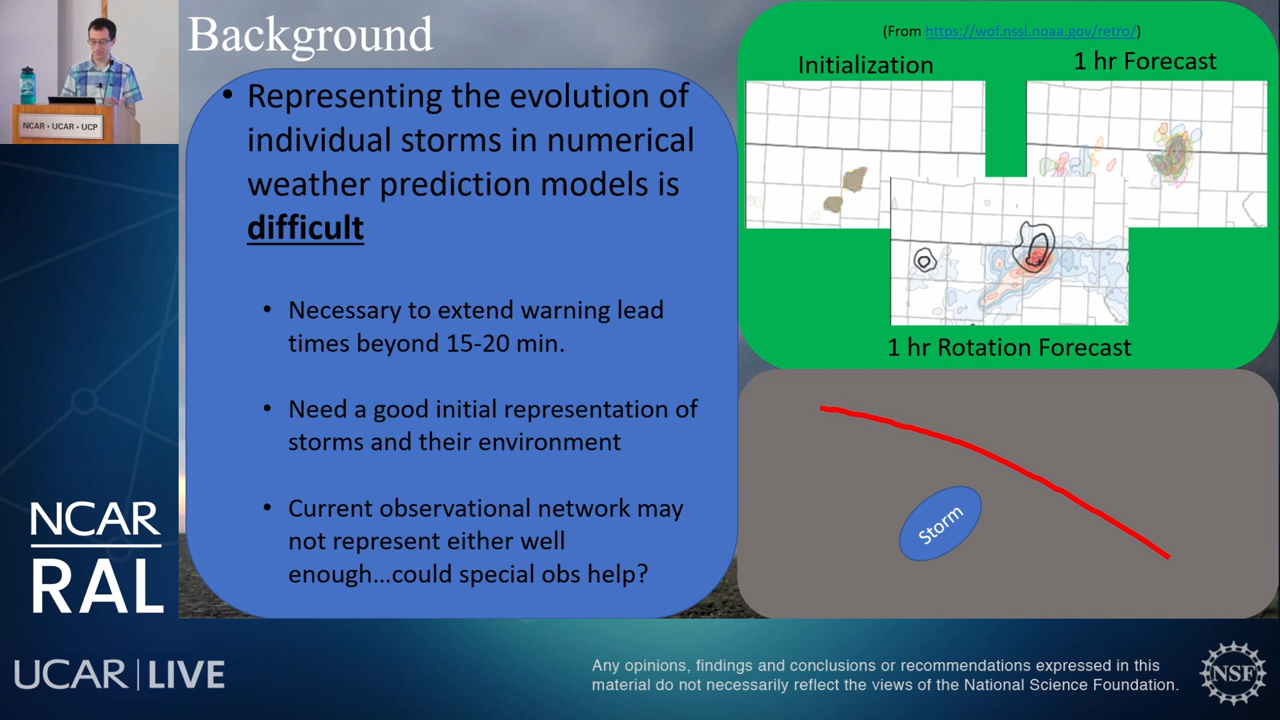 Background
• Representing the evolution of
individual storms in numerical
weather prediction models is
difficult
• Necessary to extend warning lead
times beyond 15-20 min.
• Need a good initial representation of
storms and their environment
• Current observational network may
not represent either well
enough...could special obs help?
(From https://wof.nssl.noaa.gov/retro/)
Initialization
1 hr Forecast
1 hr Rotation Forecast
Storm
NCAR • UCAR • UCP
NCAR
RAL
UCAR | LIVE
Any opinions, findings and conclusions or recommendations expressed in this
material do not necessarily reflect the views of the National Science Foundation.
NSF